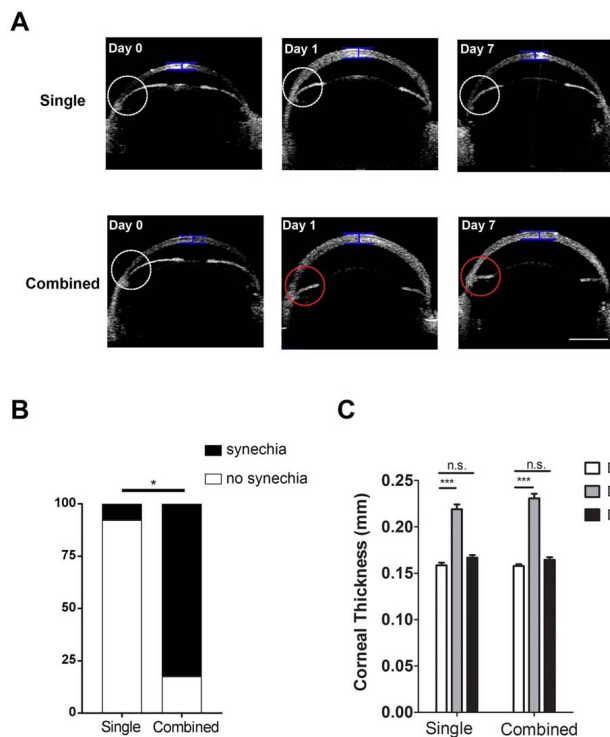 A
Day 0
Day 1
Day 7
Single
Day 0
Day 1
Day 7
Combined
B
synechia
no synechia
*
100
75
50
25
0
Single
Combined
C
n.s.
n.s.
***
***
0.25
0.20
0.15
0.10
0.05
0.00
Corneal Thickness (mm)
Single
Combined